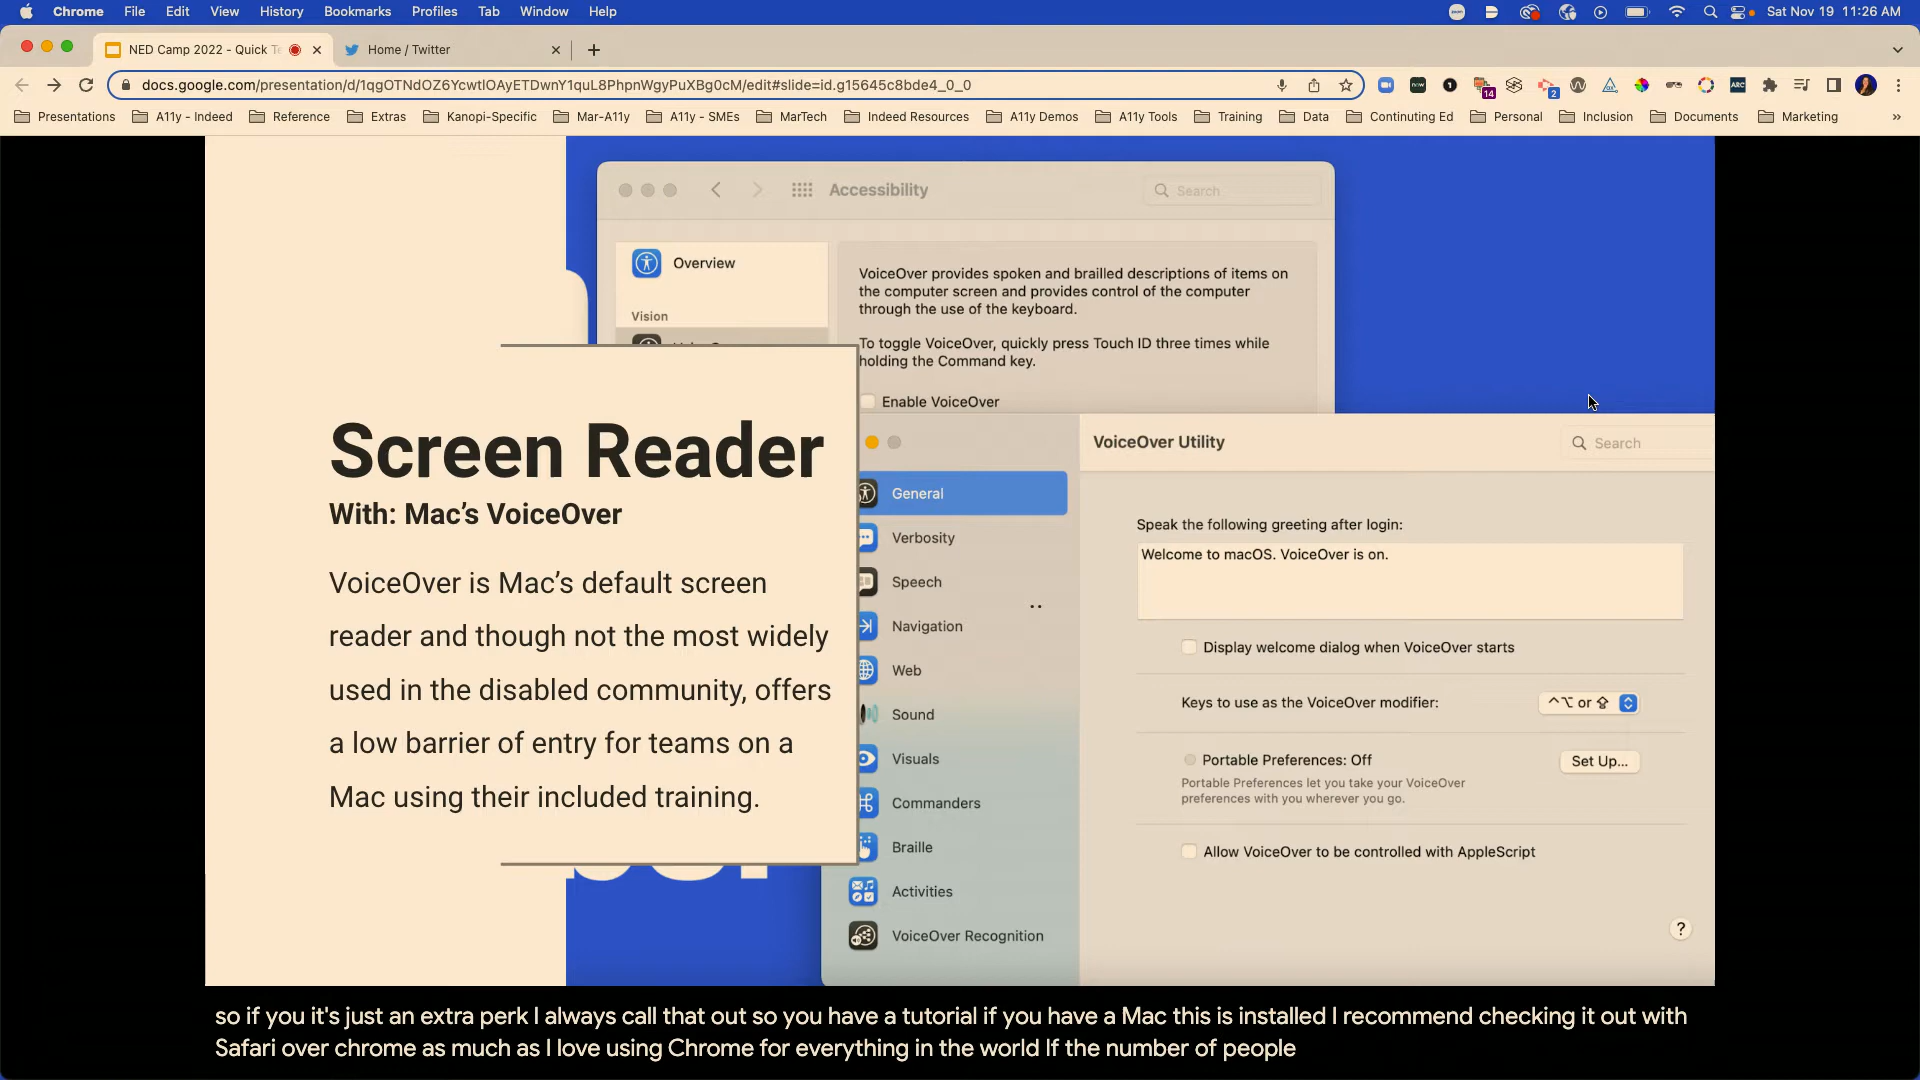 Chrome File Edit View History Bookmarks Profiles Tab Window Help
Sat Nov 19 11:26 AM
NED Camp 2022 - Quick
Home / Twitter
docs.google.com/presentation/d/1qgOTNdOZ6YcwtlOAyETDwnY1quL8PhpnWgyPuXBg0cM/edit#slide=id.g15645c8bde4_0_0
14
2
ARC
Presentations A11y - Indeed Reference Extras Kanopi-Specific Mar-A11y A11y - SMEs MarTech Indeed Resources A11y Demos A11y Tools Training Data Continuting Ed Personal Inclusion Documents Marketing
Accessibility
Search
Overview
Vision
VoiceOver provides spoken and brailled descriptions of items on
the computer screen and provides control of the computer
through the use of the keyboard.
To toggle VoiceOver, quickly press Touch ID three times while
holding the Command key.
Enable VoiceOver
Screen Reader
With: Mac’s VoiceOver
VoiceOver is Mac’s default screen
reader and though not the most widely
used in the disabled community, offers
a low barrier of entry for teams on a
Mac using their included training.
General
Verbosity
Speech
Navigation
Web
Sound
Visuals
Commanders
Braille
Activities
VoiceOver Recognition
VoiceOver Utility
Search
Speak the following greeting after login:
Welcome to macOS. VoiceOver is on.
Display welcome dialog when VoiceOver starts
Keys to use as the VoiceOver modifier:
^⌥ or ⇧
Portable Preferences: Off
Set Up...
Portable Preferences let you take your VoiceOver
preferences with you wherever you go.
Allow VoiceOver to be controlled with AppleScript
?
so if you it's just an extra perk I always call that out so you have a tutorial if you have a Mac this is installed I recommend checking it out with
Safari over chrome as much as I love using Chrome for everything in the world If the number of people